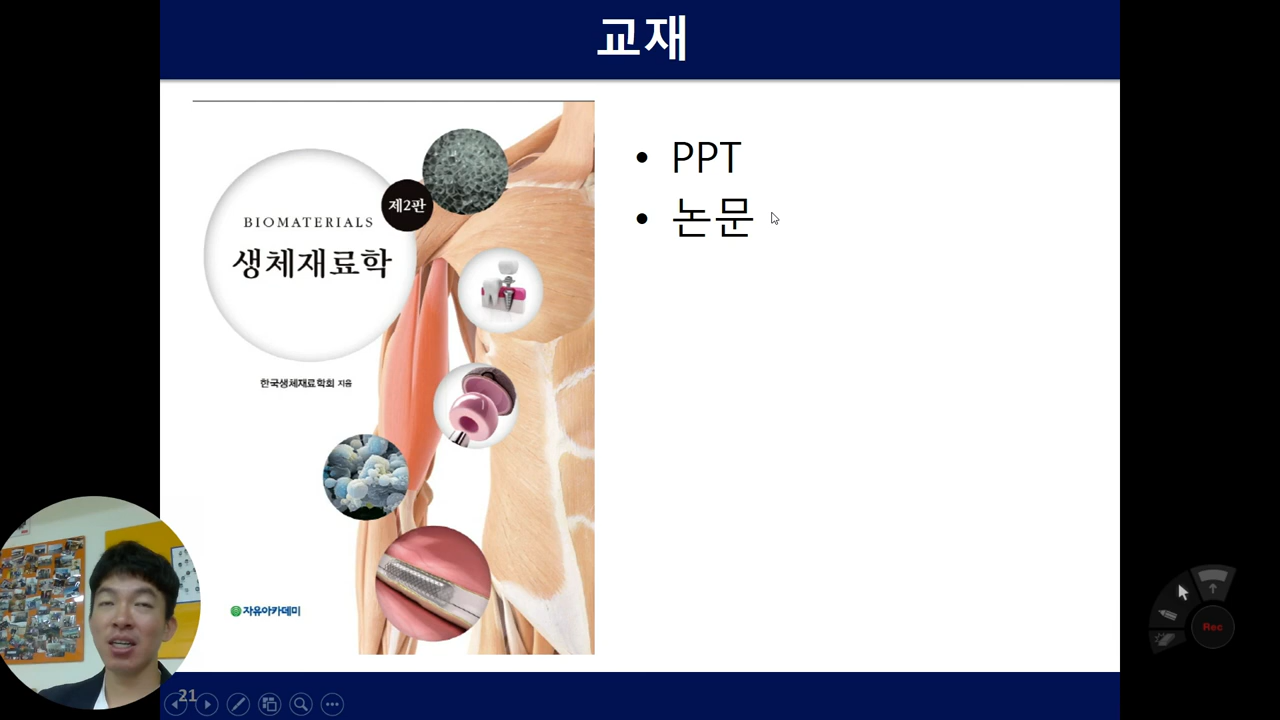 교재
BIOMATERIALS
제2판
생체재료학
한국생체재료학회 지음
자유아카데미
• PPT
• 논문
21
Rec